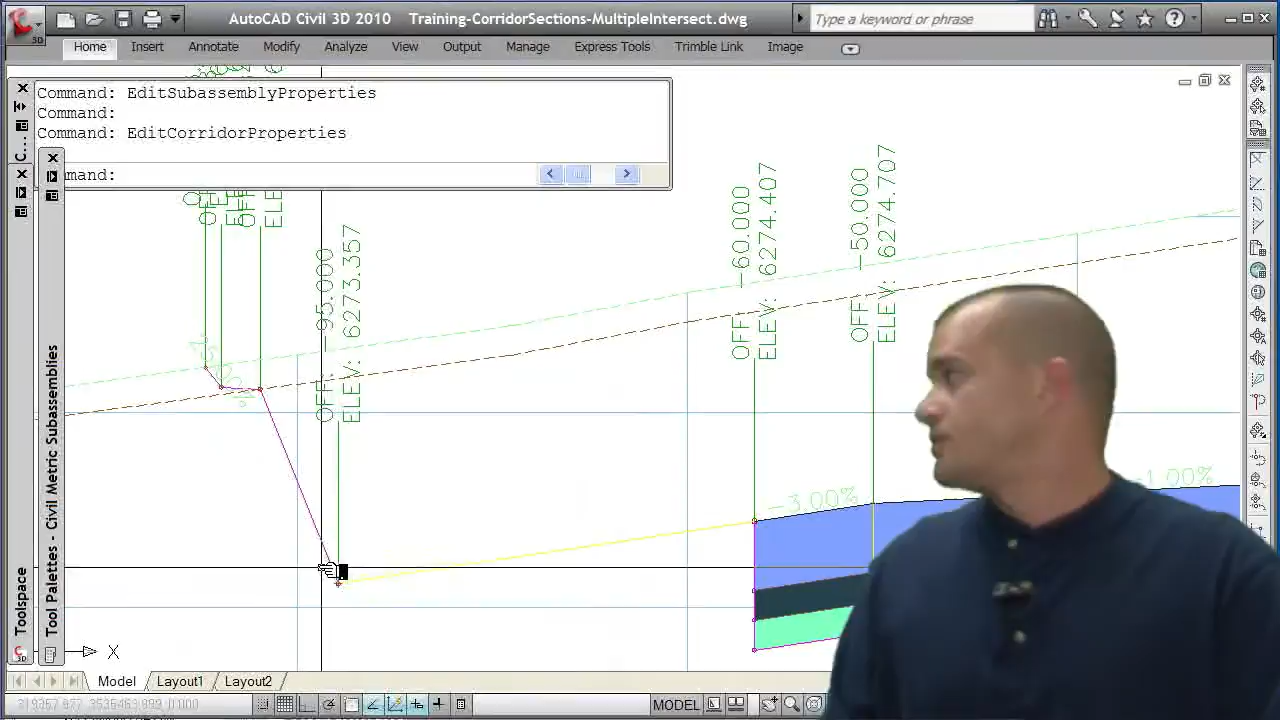 AutoCAD Civil 3D 2010 Training-CorridorSections-MultipleIntersect.dwg
Type a keyword or phrase
3D
Home Insert Annotate Modify Analyze View Output Manage Express Tools Trimble Link Image
Command: EditSubassemblyProperties
Command:
Command: EditCorridorProperties
mand:
C...
Toolspace
Tool Palettes - Civil Metric Subassemblies
OFF: -95.000
ELEV: 6273.357
OFF: -60.000
ELEV: 6274.407
OFF: -50.000
ELEV: 6274.707
-3.00%
-1.00%
X
Model Layout1 Layout2
MODEL